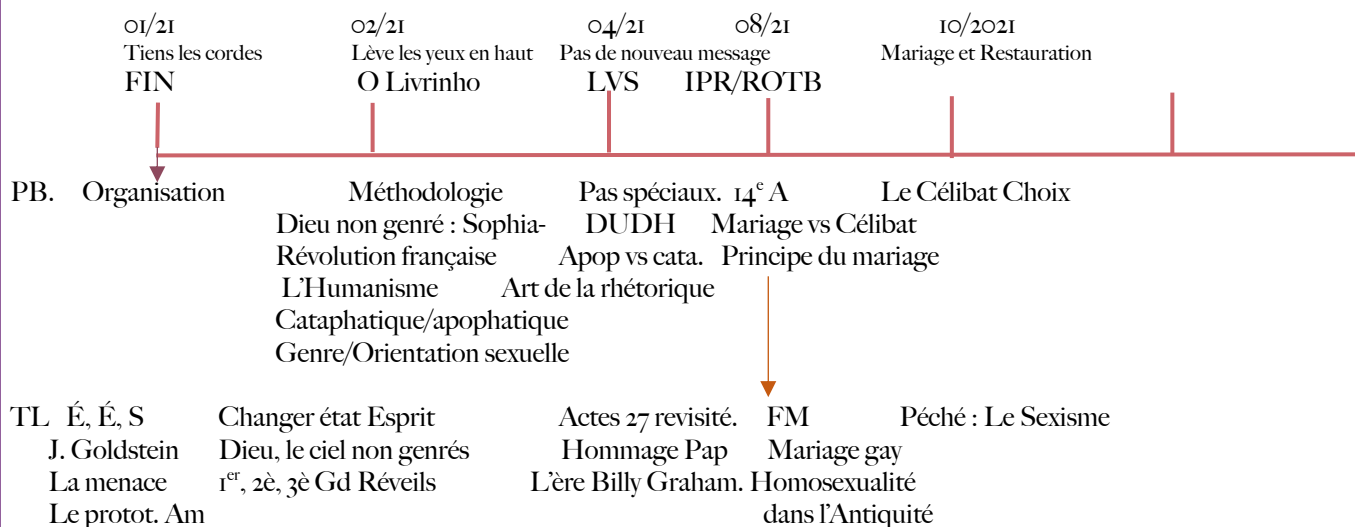 01/21 02/21 04/21 08/21 10/2021
Tiens les cordes Lève les yeux en haut Pas de nouveau message Mariage et Restauration
FIN O Livrinho LVS IPR/ROTB
PB. Organisation Méthodologie Pas spéciaux. 14e A Le Célibat Choix
Dieu non genré : Sophia- DUDH Mariage vs Célibat
Révolution française Apop vs cata. Principe du mariage
L'Humanisme Art de la rhétorique
Cataphatique/apophatique
Genre/Orientation sexuelle
TL É, É, S Changer état Esprit Actes 27 revisité. FM Péché : Le Sexisme
J. Goldstein Dieu, le ciel non genrés Hommage Pap Mariage gay
La menace 1er, 2è, 3è Gd Réveils L'ère Billy Graham. Homosexualité
Le protot. Am dans l'Antiquité